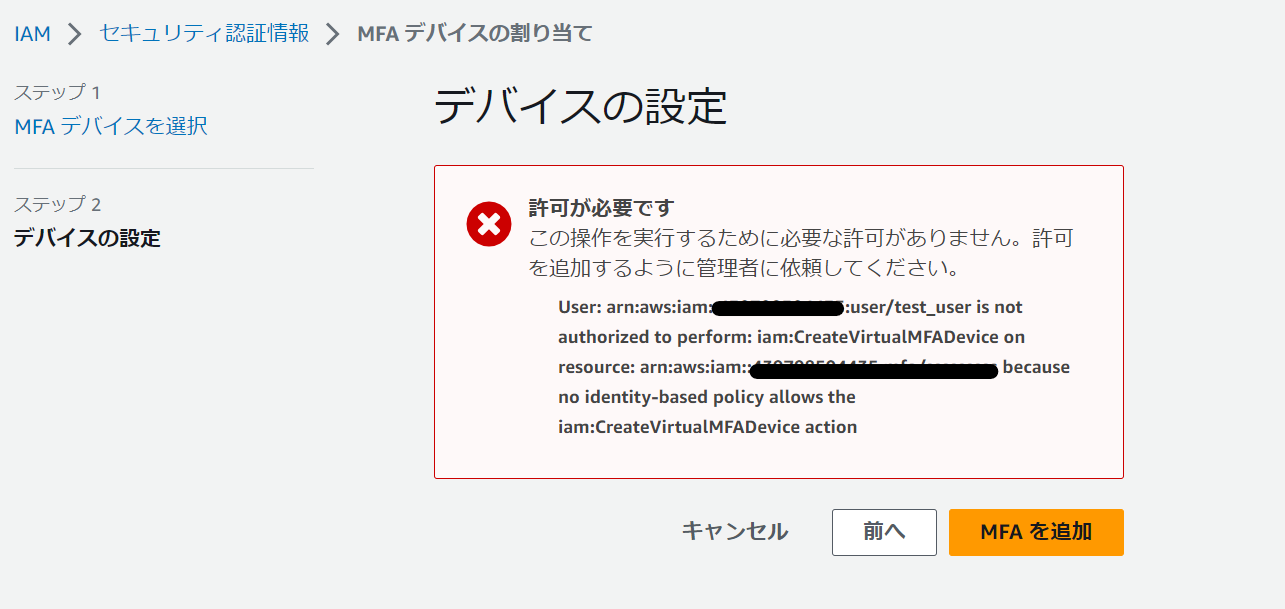 IAM > セキュリティ認証情報 > MFA デバイスの割り当て
ステップ 1
MFA デバイスを選択
ステップ 2
デバイスの設定
デバイスの設定
許可が必要です
この操作を実行するために必要な許可がありません。許可
を追加するように管理者に依頼してください。
User: arn:aws:iam: :user/test_user is not
authorized to perform: iam:CreateVirtualMFADevice on
resource: arn:aws:iam:: because
no identity-based policy allows the
iam:CreateVirtualMFADevice action
キャンセル 前へ MFA を追加